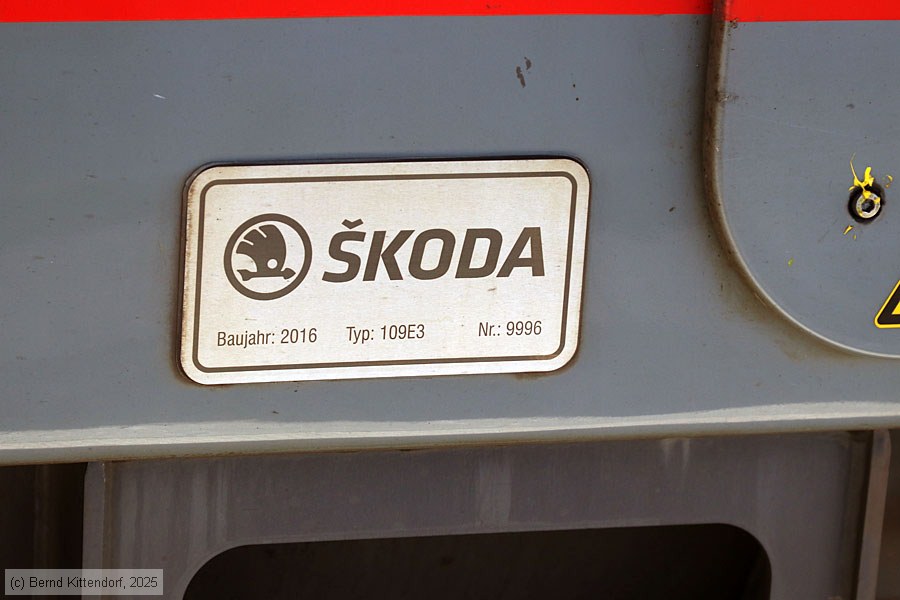 ŠKODA
Baujahr: 2016 Typ: 109E3 Nr.: 9996
(c) Bernd Kittendorf, 2025